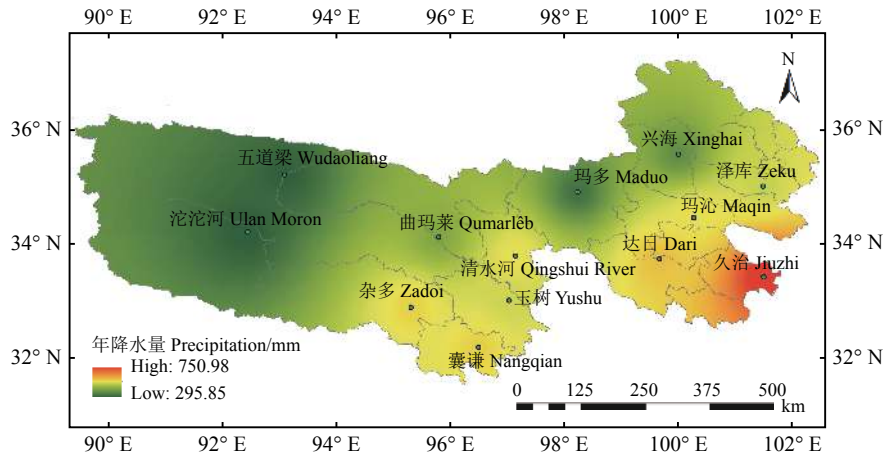 90° E 92° E 94° E 96° E 98° E 100° E 102° E
N
36° N 36° N
兴海 Xinghai
五道梁 Wudaoliang
泽库 Zeku
玛多 Maduo
玛沁 Maqin
沱沱河 Ulan Moron
曲玛莱 Qumarlêb
34° N 34° N
达日 Dari
久治 Jiuzhi
清水河 Qingshui River
杂多 Zadoi
玉树 Yushu
年降水量 Precipitation/mm
High: 750.98
Low: 295.85
32° N 32° N
囊谦 Nangqian
0 125 250 375 500
km
90° E 92° E 94° E 96° E 98° E 100° E 102° E